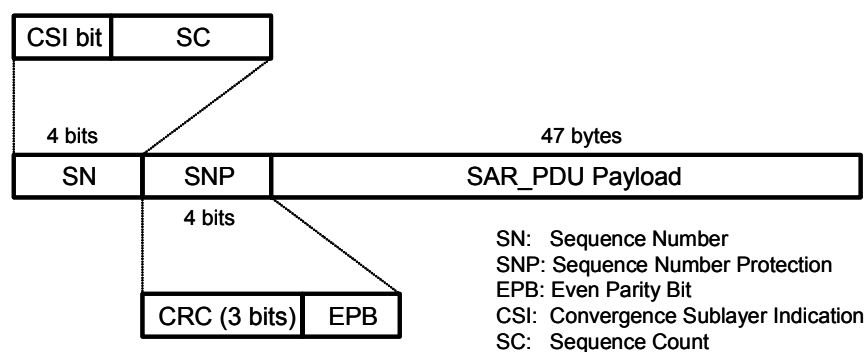 CSI bit SC
4 bits 47 bytes
SN SNP SAR_PDU Payload
4 bits
SN: Sequence Number
SNP: Sequence Number Protection
EPB: Even Parity Bit
CSI: Convergence Sublayer Indication
SC: Sequence Count
CRC (3 bits) EPB